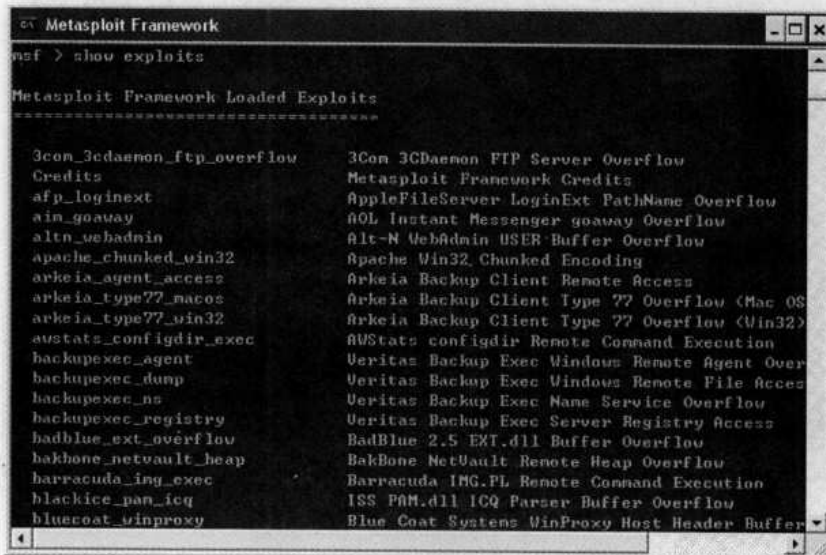 Metasploit Framework
msf > show exploits
Metasploit Framework Loaded Exploits
====================================
3com_3cdaemon_ftp_overflow 3Com 3CDaemon FTP Server Overflow
Credits Metasploit Framework Credits
afp_loginext AppleFileServer LoginExt PathName Overflow
aim_goaway AOL Instant Messenger goaway Overflow
altn_webadmin Alt-N WebAdmin USER Buffer Overflow
apache_chunked_win32 Apache Win32 Chunked Encoding
arkeia_agent_access Arkeia Backup Client Remote Access
arkeia_type77_macos Arkeia Backup Client Type 77 Overflow (Mac OS
arkeia_type77_win32 Arkeia Backup Client Type 77 Overflow (Win32)
awstats_configdir_exec AWStats configdir Remote Command Execution
backupexec_agent Veritas Backup Exec Windows Remote Agent Over
backupexec_dump Veritas Backup Exec Windows Remote File Acces
backupexec_ns Veritas Backup Exec Name Service Overflow
backupexec_registry Veritas Backup Exec Server Registry Access
badblue_ext_overflow BadBlue 2.5 EXT.dll Buffer Overflow
bakbone_netvault_heap BakBone NetVault Remote Heap Overflow
barracuda_img_exec Barracuda IMG.PL Remote Command Execution
blackice_pam_icq ISS PAM.dll ICQ Parser Buffer Overflow
bluecoat_winproxy Blue Coat Systems WinProxy Host Header Buffer